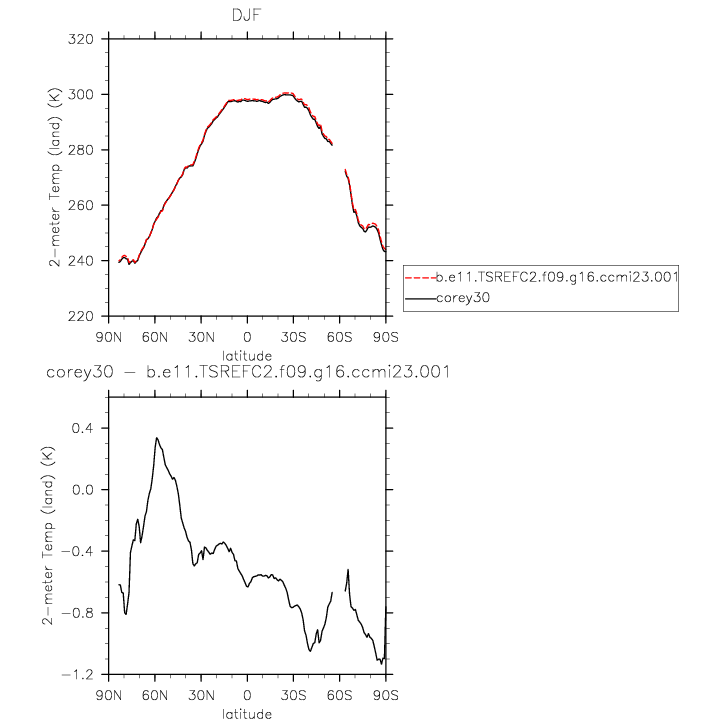 DJF
320
300
280
260
240
220
2-meter Temp (land) (K)
90N 60N 30N 0 30S 60S 90S
latitude
b.e11.TSREFC2.f09.g16.ccmi23.001
corey30
corey30 - b.e11.TSREFC2.f09.g16.ccmi23.001
0.4
0.0
-0.4
-0.8
-1.2
2-meter Temp (land) (K)
90N 60N 30N 0 30S 60S 90S
latitude